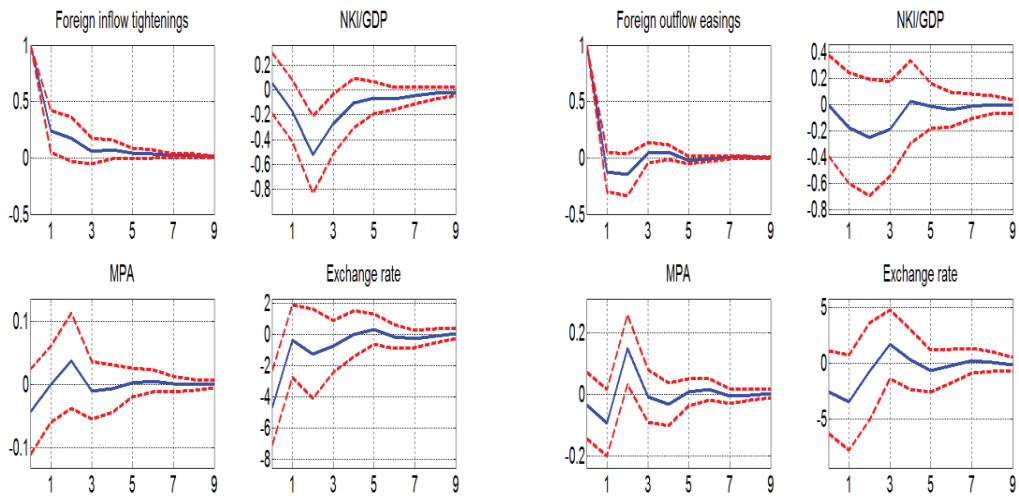 Foreign inflow tightenings
NKI/GDP
Foreign outflow easings
NKI/GDP
1
0.5
0
-0.5
1 3 5 7 9
0.2
0
-0.2
-0.4
-0.6
-0.8
1 3 5 7 9
1
0.5
0
-0.5
1 3 5 7 9
0.4
0.2
0
-0.2
-0.4
-0.6
-0.8
1 3 5 7 9
MPA
Exchange rate
MPA
Exchange rate
0.1
0
-0.1
1 3 5 7 9
2
0
-2
-4
-6
-8
1 3 5 7 9
0.2
0
-0.2
1 3 5 7 9
5
0
-5
1 3 5 7 9